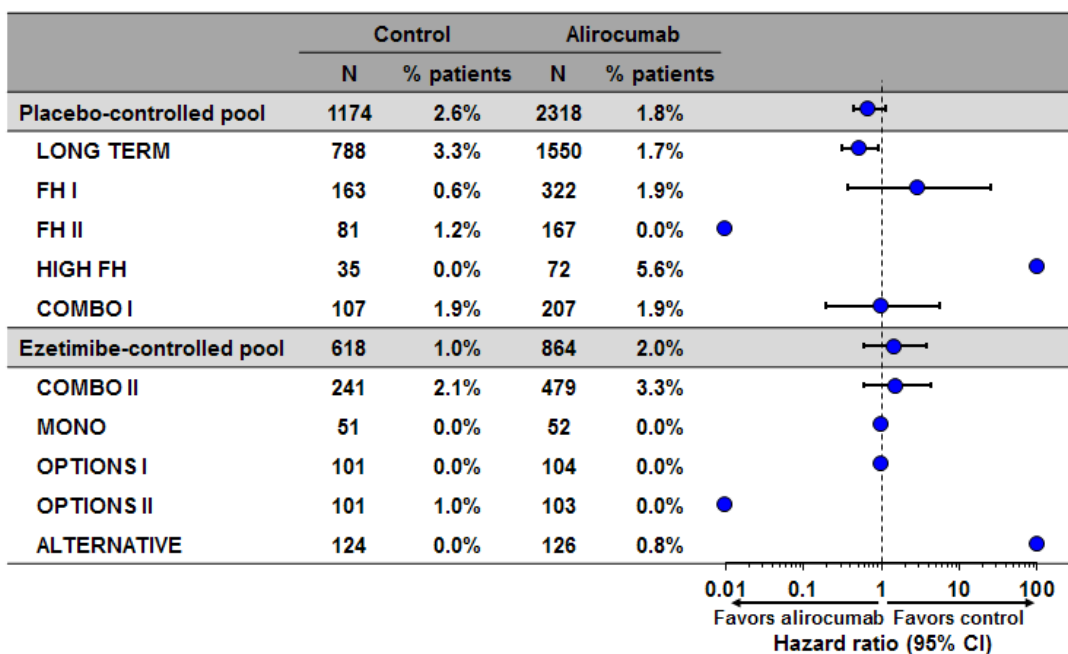 Control Alirocumab
N % patients N % patients
Placebo-controlled pool 1174 2.6% 2318 1.8%
LONG TERM 788 3.3% 1550 1.7%
FH I 163 0.6% 322 1.9%
FH II 81 1.2% 167 0.0%
HIGH FH 35 0.0% 72 5.6%
COMBO I 107 1.9% 207 1.9%
Ezetimibe-controlled pool 618 1.0% 864 2.0%
COMBO II 241 2.1% 479 3.3%
MONO 51 0.0% 52 0.0%
OPTIONS I 101 0.0% 104 0.0%
OPTIONS II 101 1.0% 103 0.0%
ALTERNATIVE 124 0.0% 126 0.8%
0.01 0.1 1 10 100
Favors alirocumab Favors control
Hazard ratio (95% CI)